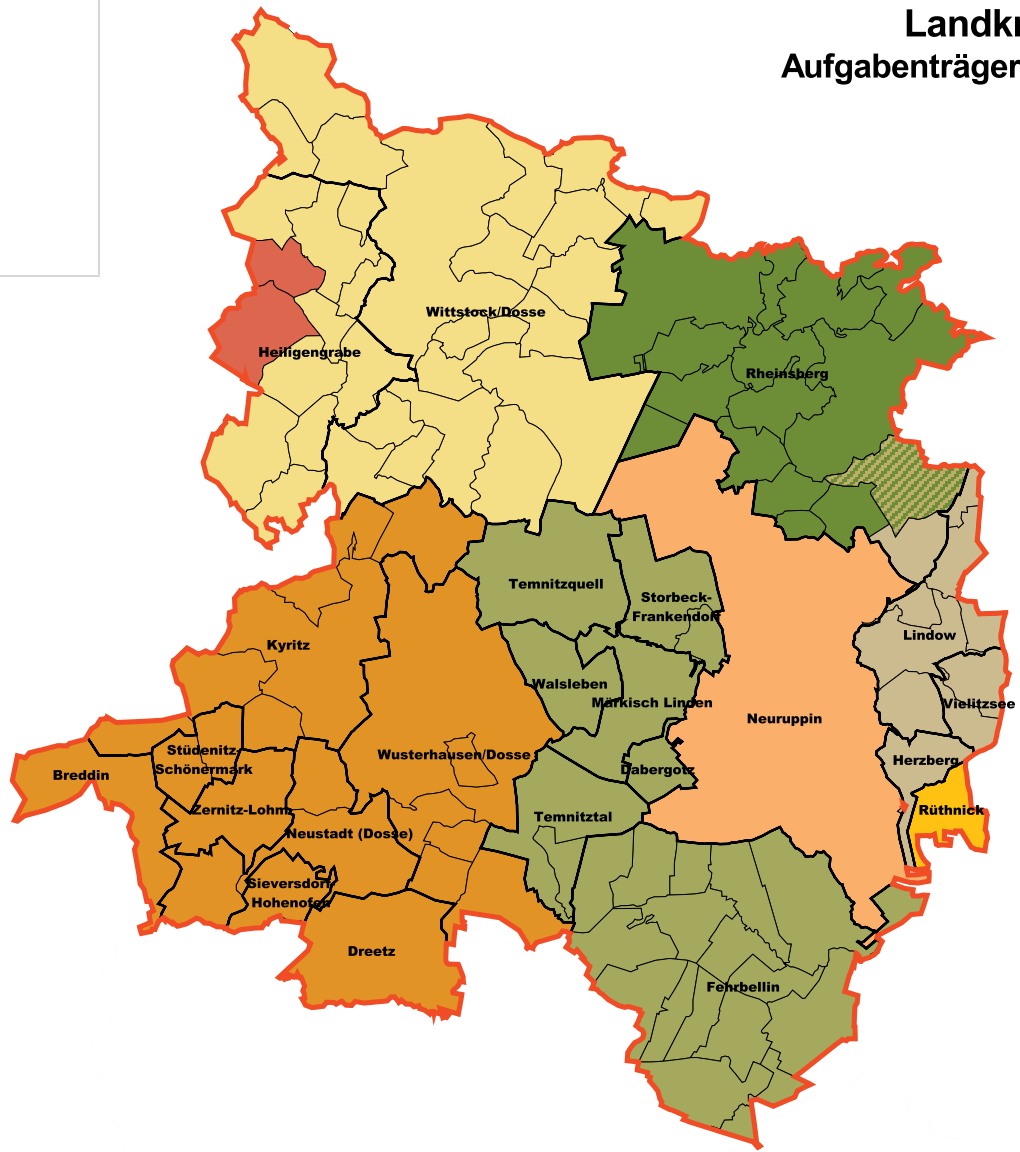 Landkr
Aufgabenträger
Wittstock/Dosse
Heiligengrabe
Rheinsberg
Temnitzquell
Storbeck-
Frankendorf
Kyritz
Lindow
Walsleben
Märkisch Linden
Vielitzsee
Neuruppin
Stüdenitz-
Schönermark
Wusterhausen/Dosse
Herzberg
Breddin
Dabergotz
Zernitz-Lohm
Temnitztal
Rüthnick
Neustadt (Dosse)
Sieversdorf-
Hohenofen
Dreetz
Fehrbellin